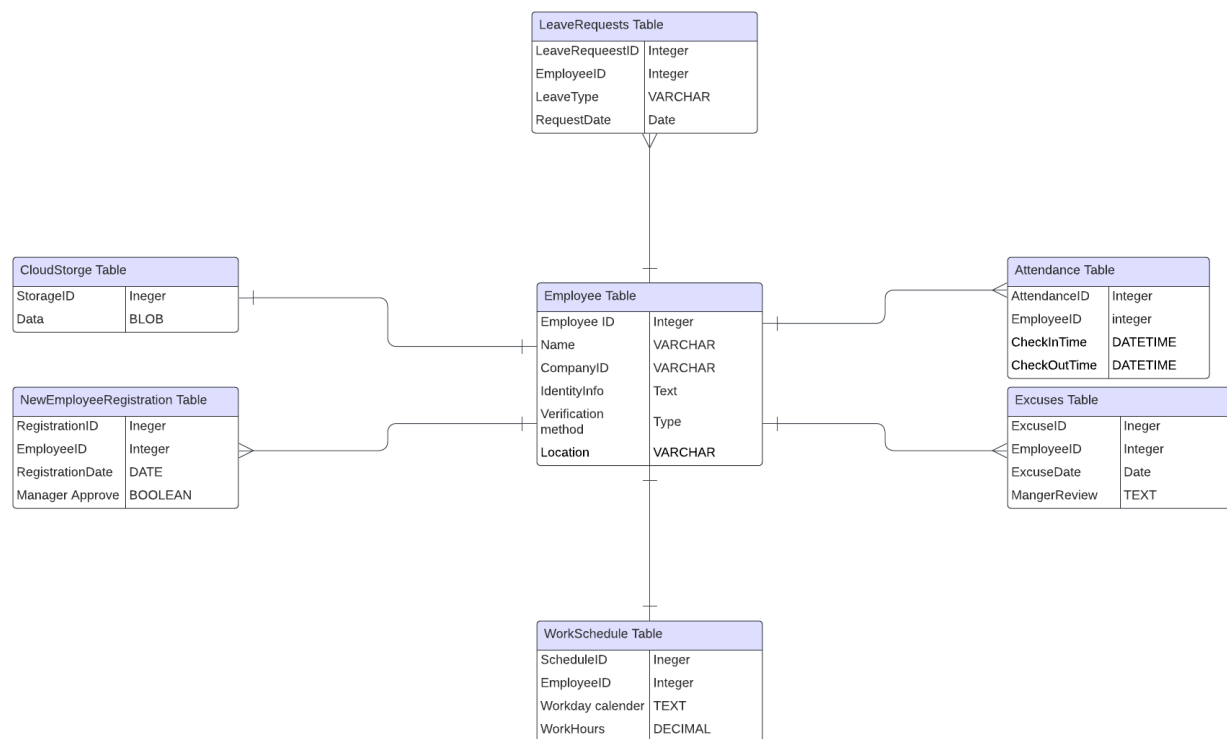 LeaveRequests Table
LeaveRequeestID Integer
EmployeeID Integer
LeaveType VARCHAR
RequestDate Date
CloudStorge Table
StorageID Ineger
Data BLOB
NewEmployeeRegistration Table
RegistrationID Ineger
EmployeeID Integer
RegistrationDate DATE
Manager Approve BOOLEAN
Employee Table
Employee ID Integer
Name VARCHAR
CompanyID VARCHAR
IdentityInfo Text
Verification
method Type
Location VARCHAR
Attendance Table
AttendanceID Integer
EmployeeID integer
CheckInTime DATETIME
CheckOutTime DATETIME
Excuses Table
ExcuseID Ineger
EmployeeID Integer
ExcuseDate Date
MangerReview TEXT
WorkSchedule Table
ScheduleID Ineger
EmployeeID Integer
Workday calender TEXT
WorkHours DECIMAL